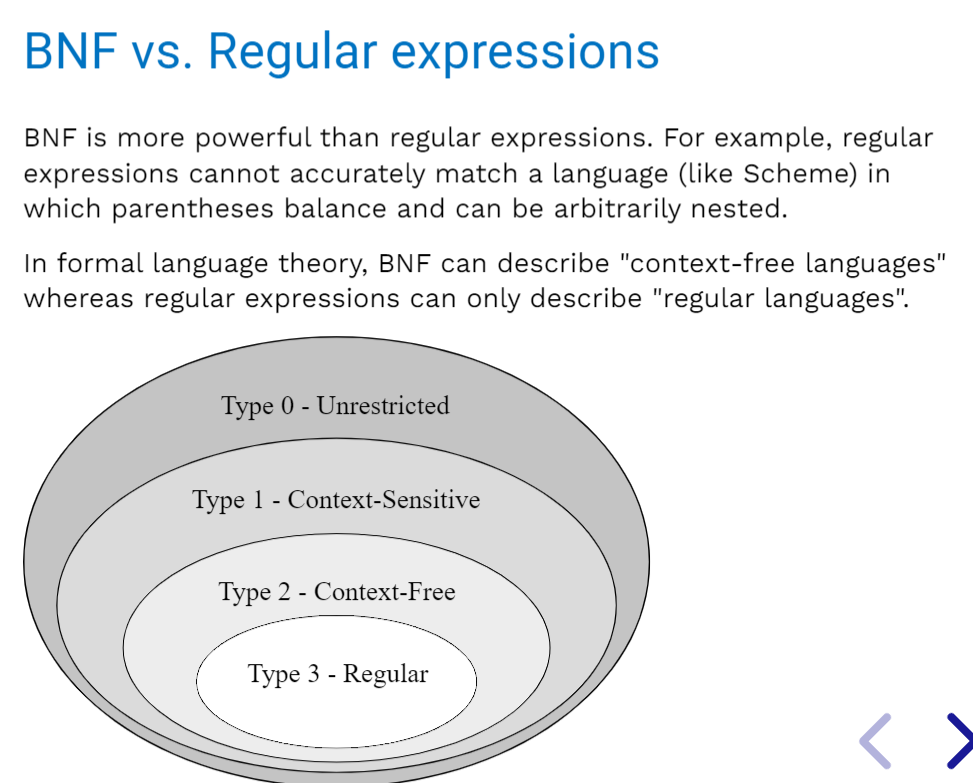 BNF vs. Regular expressions
BNF is more powerful than regular expressions. For example, regular
expressions cannot accurately match a language (like Scheme) in
which parentheses balance and can be arbitrarily nested.
In formal language theory, BNF can describe "context-free languages"
whereas regular expressions can only describe "regular languages".
Type 0 - Unrestricted
Type 1 - Context-Sensitive
Type 2 - Context-Free
Type 3 - Regular